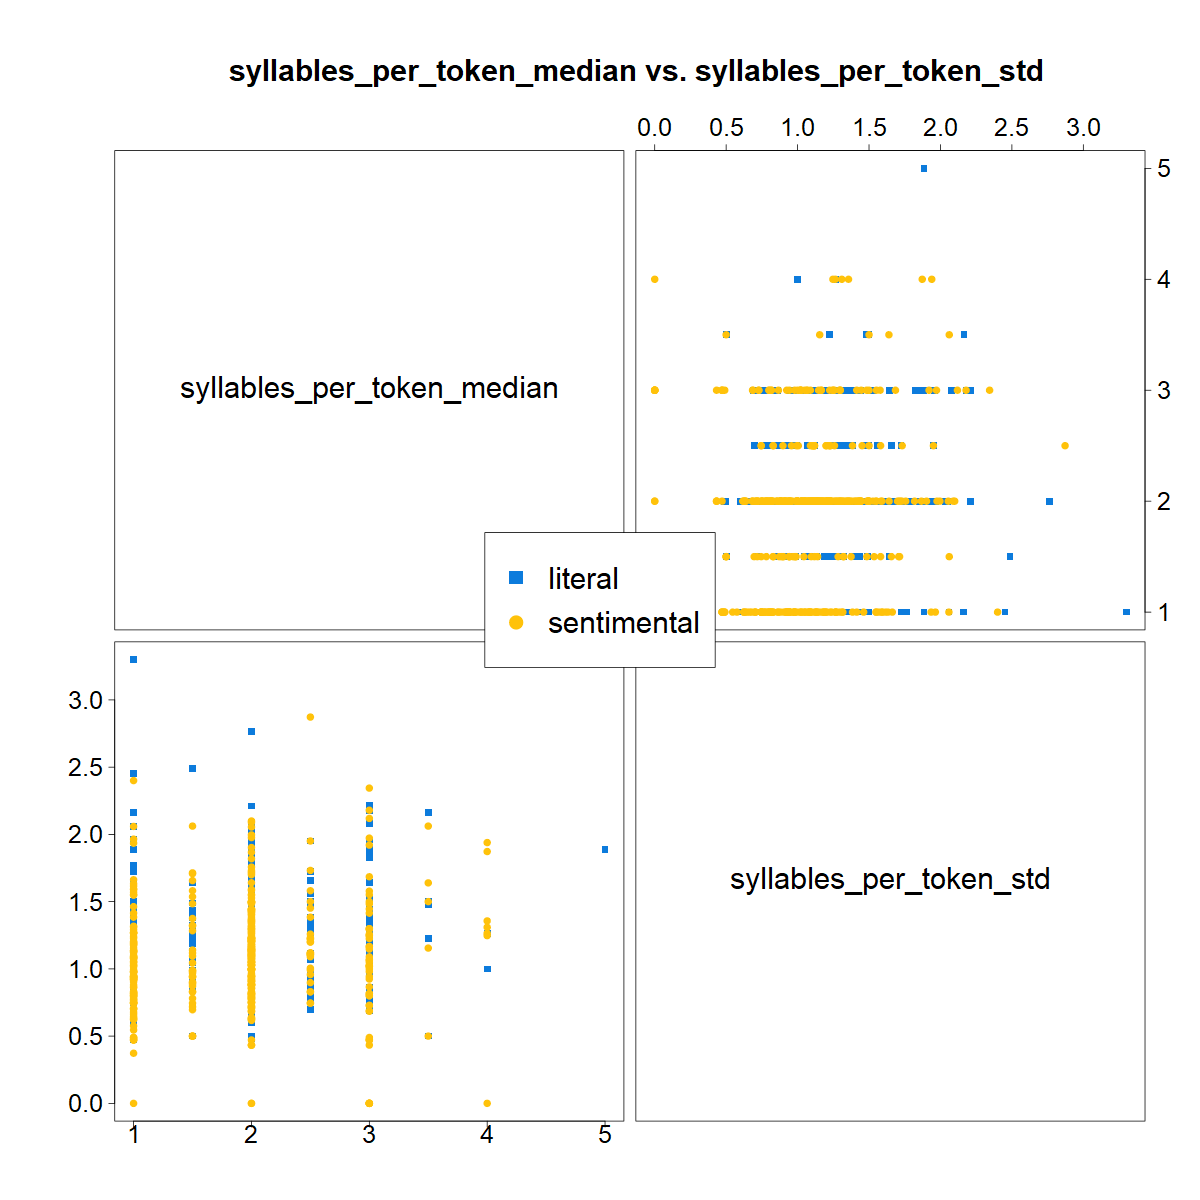 syllables_per_token_median vs. syllables_per_token_std
0.0 0.5 1.0 1.5 2.0 2.5 3.0
5
4
syllables_per_token_median
3
2
1
literal
sentimental
3.0
2.5
2.0
1.5
1.0
0.5
0.0
syllables_per_token_std
1 2 3 4 5